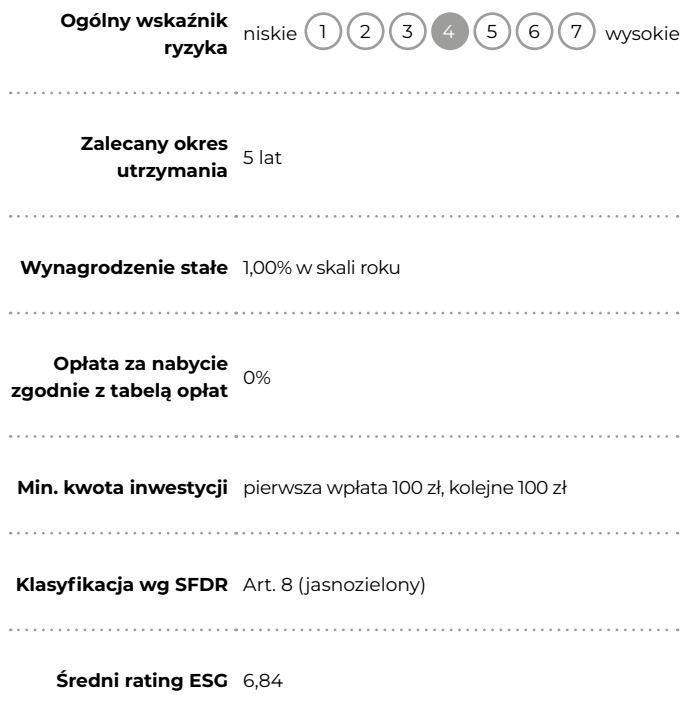 Ogólny wskaźnik
ryzyka
niskie 1 2 3 4 5 6 7 wysokie
Zalecany okres
utrzymania
5 lat
Wynagrodzenie stałe 1,00% w skali roku
Opłata za nabycie
zgodnie z tabelą opłat
0%
Min. kwota inwestycji pierwsza wpłata 100 zł, kolejne 100 zł
Klasyfikacja wg SFDR Art. 8 (jasnozielony)
Średni rating ESG 6,84